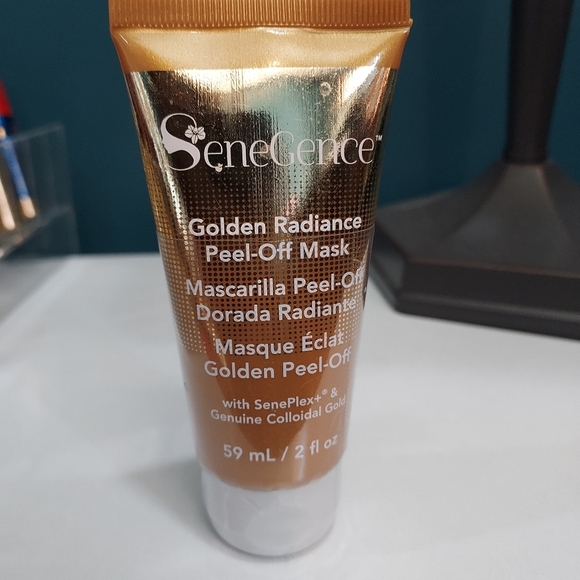 SeneGence™
Golden Radiance
Peel-Off Mask
Mascarilla Peel-Off
Dorada Radiante
Masque Éclat
Golden Peel-Off
with SenePlex+® &
Genuine Colloidal Gold
59 mL / 2 fl oz